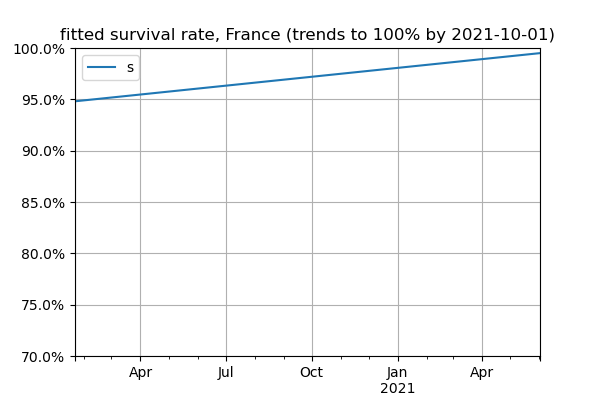 fitted survival rate, France (trends to 100% by 2021-10-01)
100.0%
s
95.0%
90.0%
85.0%
80.0%
75.0%
70.0%
Apr Jul Oct Jan Apr
2021